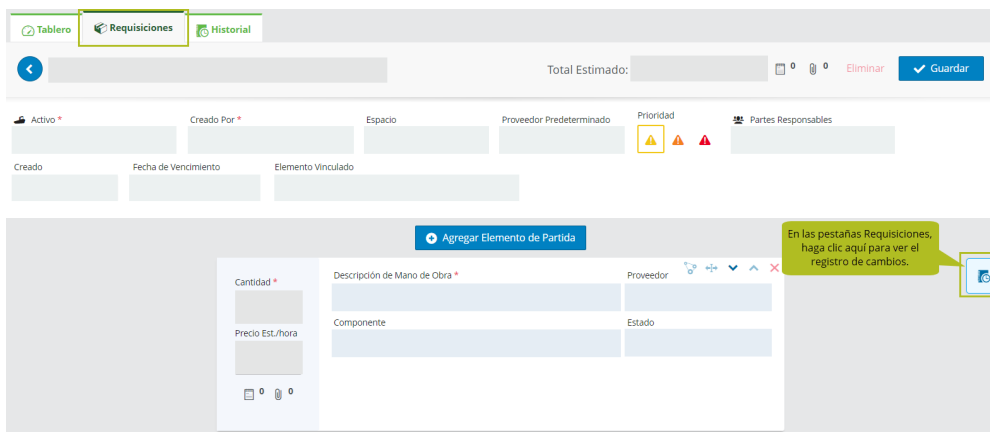 Tablero
Requisiciones
Historial
Total Estimado:
0
0
Eliminar
Guardar
Activo *
Creado Por *
Espacio
Proveedor Predeterminado
Prioridad
Partes Responsables
Creado
Fecha de Vencimiento
Elemento Vinculado
Agregar Elemento de Partida
En las pestañas Requisiciones,
haga clic aquí para ver el
registro de cambios.
Cantidad *
Descripción de Mano de Obra *
Proveedor
Precio Est./hora
Componente
Estado
0
0